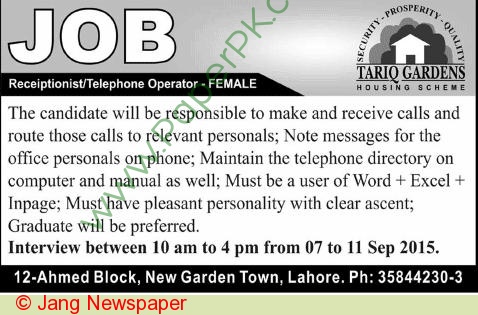 JOB
SECURITY - PROSPERITY - QUALITY
TARIQ GARDENS
HOUSING SCHEME
Receiptionist/Telephone Operator - FEMALE
The candidate will be responsible to make and receive calls and
route those calls to relevant personals; Note messages for the
office personals on phone; Maintain the telephone directory on
computer and manual as well; Must be a user of Word + Excel +
Inpage; Must have pleasant personality with clear ascent;
Graduate will be preferred.
Interview between 10 am to 4 pm from 07 to 11 Sep 2015.
12-Ahmed Block, New Garden Town, Lahore. Ph: 35844230-3
www.PaperPK.c
© Jang Newspaper